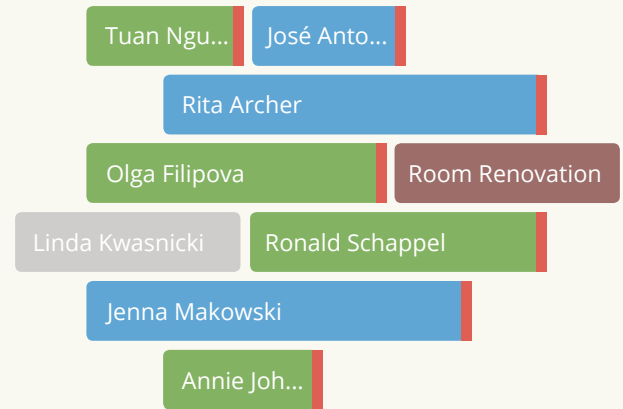 Tuan Ngu...
José Anto...
Rita Archer
Olga Filipova
Room Renovation
Linda Kwasnicki
Ronald Schappel
Jenna Makowski
Annie Joh...